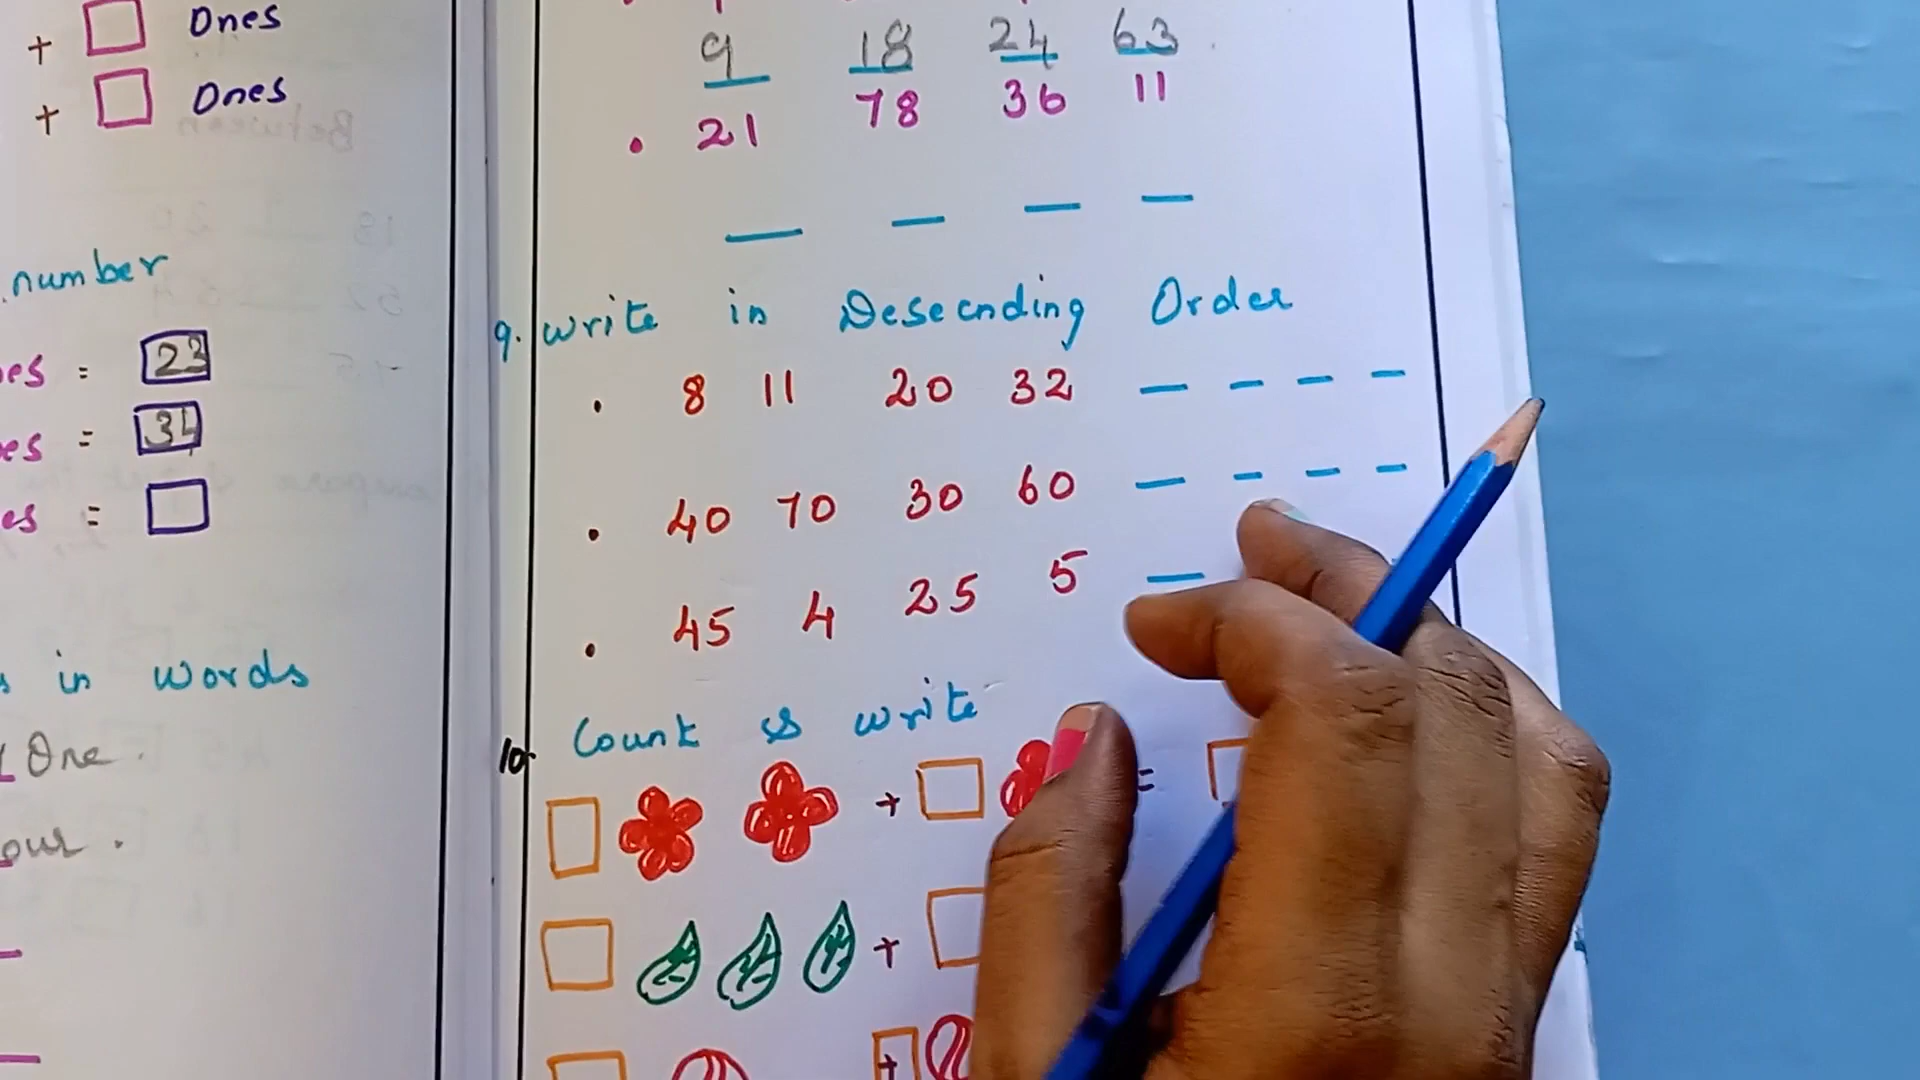 + Ones
+ Ones
number
es = 23
es = 34
es =
in words
One.
our.
9 18 24 63
. 21 78 36 11
9. Write in Desecnding Order
. 8 11 20 32
. 40 70 30 60
. 45 4 25 5
10. Count & write
+ =
+
+